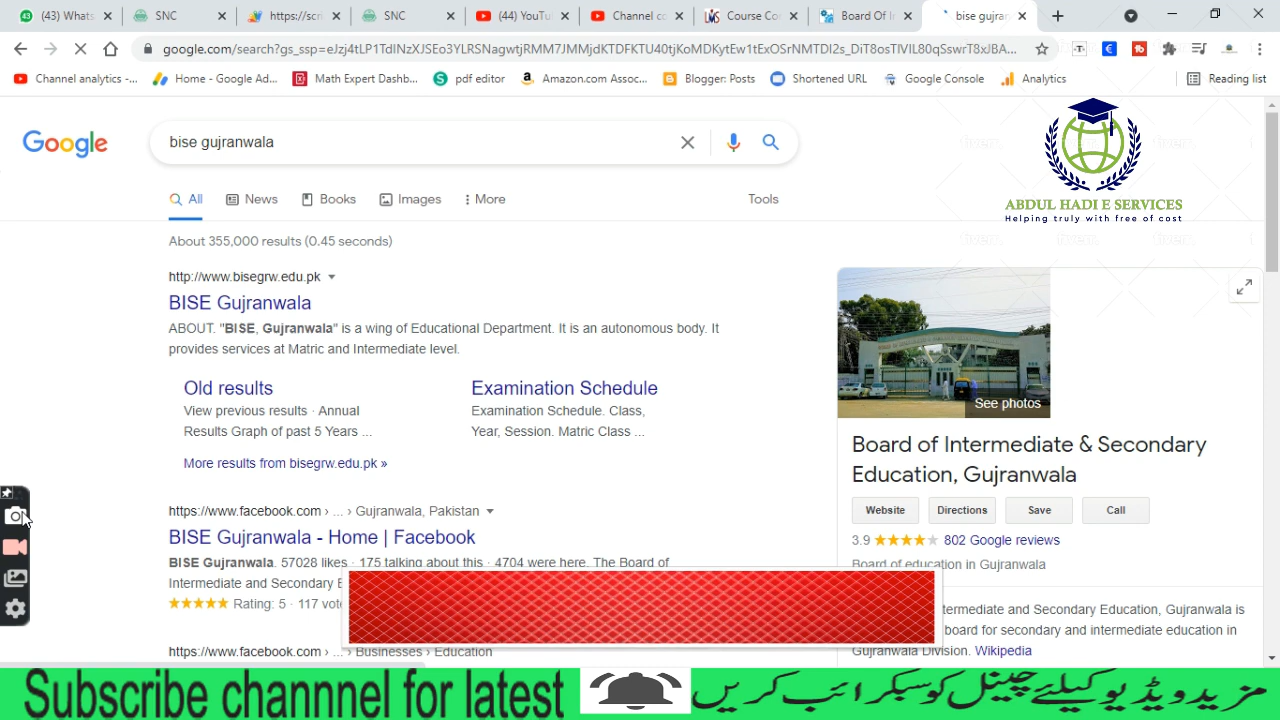 (43) Whats
SNC
https://scri
SNC
(44) YouTu
Channel co
Course Cou
Board Of In
bise gujran
google.com/search?gs_ssp=eJzj4tLP1TdINzXJSEo3YLRSNagwtjRMM7JMMjdKTDFKTU40tjKoMDKytEw1tExOSrNMTDI2s_DiT8osTlVIL80qSswrT8xJBA...
Channel analytics -...
Home - Google Ad...
Math Expert Dashb...
pdf editor
Amazon.com Assoc...
Blogger: Posts
Shortened URL
Google Console
Analytics
Reading list
Google
bise gujranwala
ABDUL HADI E SERVICES
Helping truly with free of cost
All
News
Books
Images
More
Tools
About 355,000 results (0.45 seconds)
http://www.bisegrw.edu.pk
BISE Gujranwala
ABOUT. "BISE, Gujranwala" is a wing of Educational Department. It is an autonomous body. It
provides services at Matric and Intermediate level.
Old results
View previous results · Annual
Results Graph of past 5 Years ...
Examination Schedule
Examination Schedule. Class,
Year, Session. Matric Class ...
More results from bisegrw.edu.pk »
https://www.facebook.com › ... › Gujranwala, Pakistan
BISE Gujranwala - Home | Facebook
BISE Gujranwala. 57028 likes · 175 talking about this · 4704 were here. The Board of
Intermediate and Secondary E
Rating: 5 · 117 vote
https://www.facebook.com › ... › Businesses › Education
See photos
Board of Intermediate & Secondary
Education, Gujranwala
Website
Directions
Save
Call
3.9
802 Google reviews
Board of education in Gujranwala
termediate and Secondary Education, Gujranwala is
board for secondary and intermediate education in
Gujranwala Division. Wikipedia
Subscribe channnel for latest
مزید ویڈیو کیلئے چینل کو سبکرائب کریں